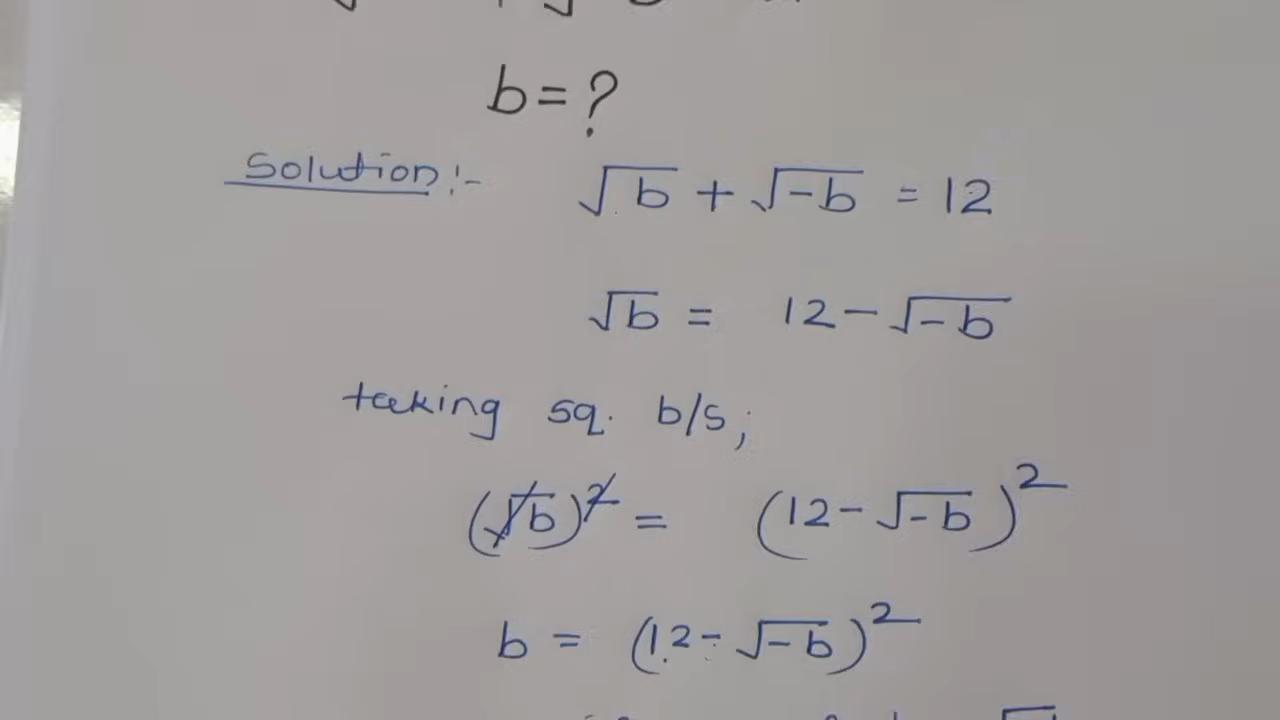 b = ?
Solution :-
√b + √-b = 12
√b = 12 - √-b
taking sq. b/s;
(√b)² = (12 - √-b)²
b = (12 - √-b)²